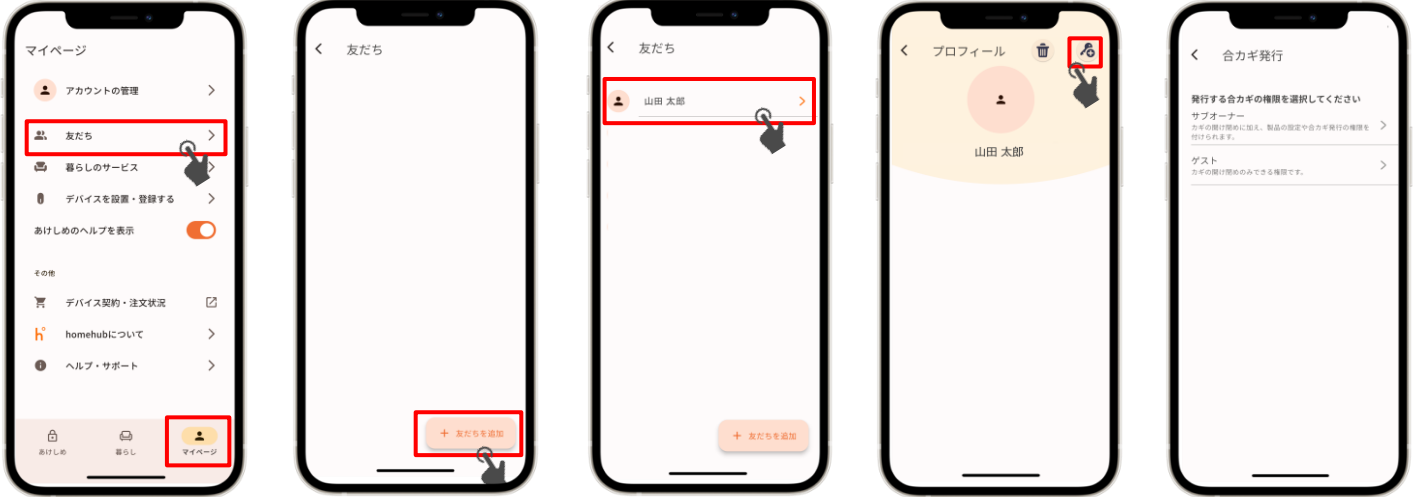 マイページ
アカウントの管理
友だち
暮らしのサービス
デバイスを設置・登録する
あけしめのヘルプを表示
その他
デバイス契約・注文状況
homehubについて
ヘルプ・サポート
あけしめ
暮らし
マイページ
友だち
+ 友だちを追加
友だち
山田 太郎
+ 友だちを追加
プロフィール
山田 太郎
合カギ発行
発行する合カギの権限を選択してください
サブオーナー
カギの開け閉めに加え、製品の設定や合カギ発行の権限を
付けられます。
ゲスト
カギの開け閉めのみできる権限です。